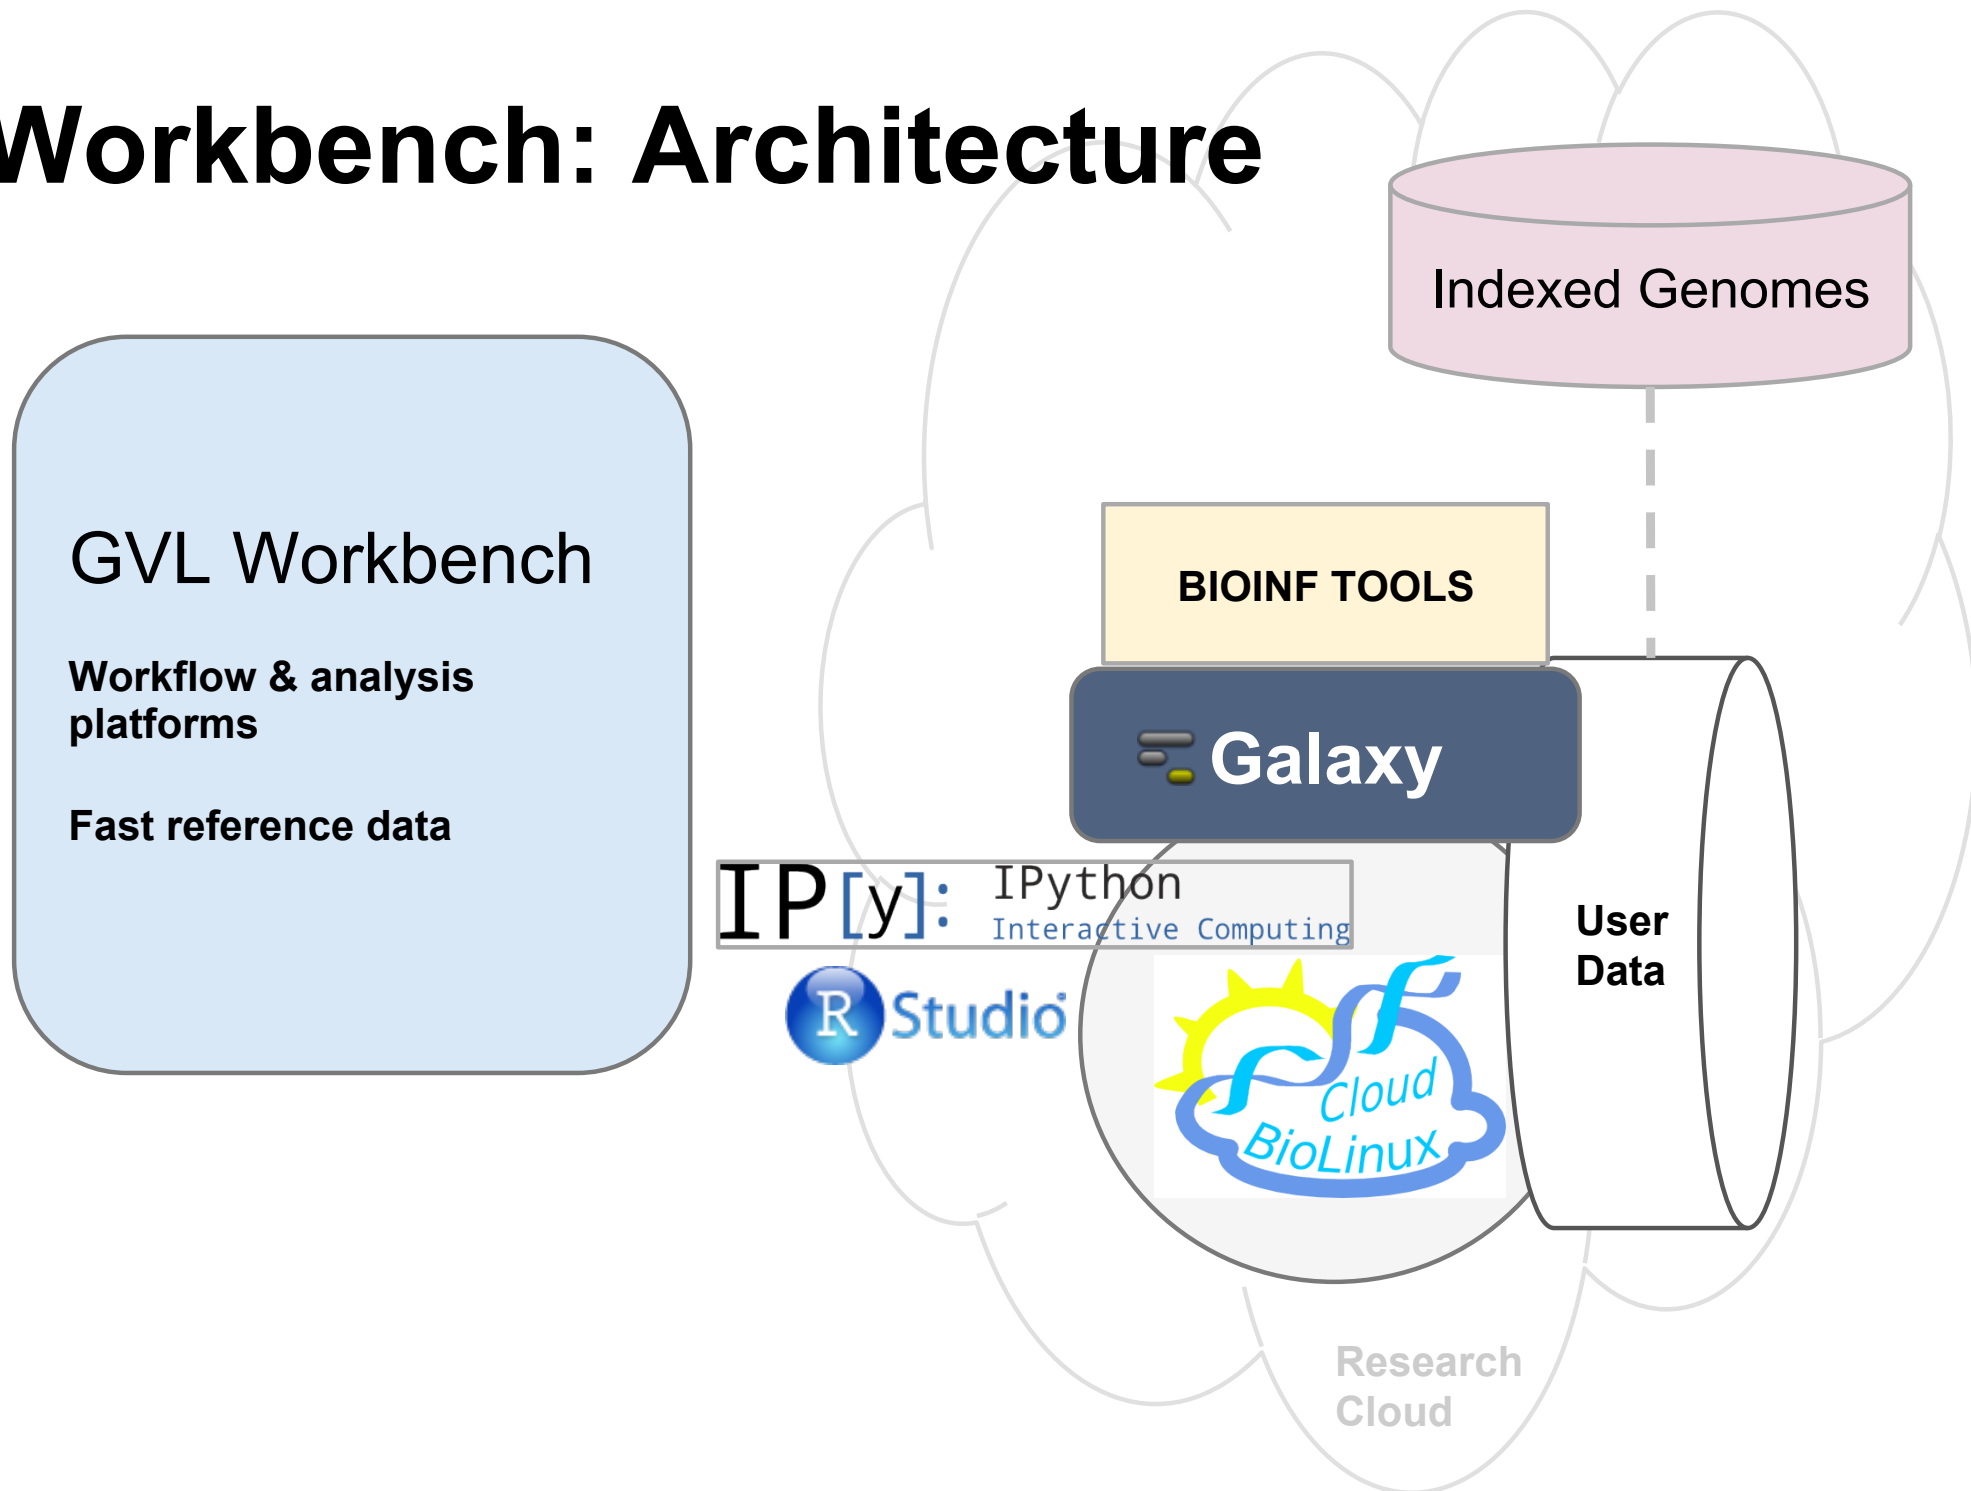 Workbench: Architecture
Indexed Genomes
GVL Workbench
Workflow & analysis
platforms
Fast reference data
BIOINF TOOLS
Galaxy
IP[y]: IPython
Interactive Computing
R Studio
User
Data
Cloud
BioLinux
Research
Cloud